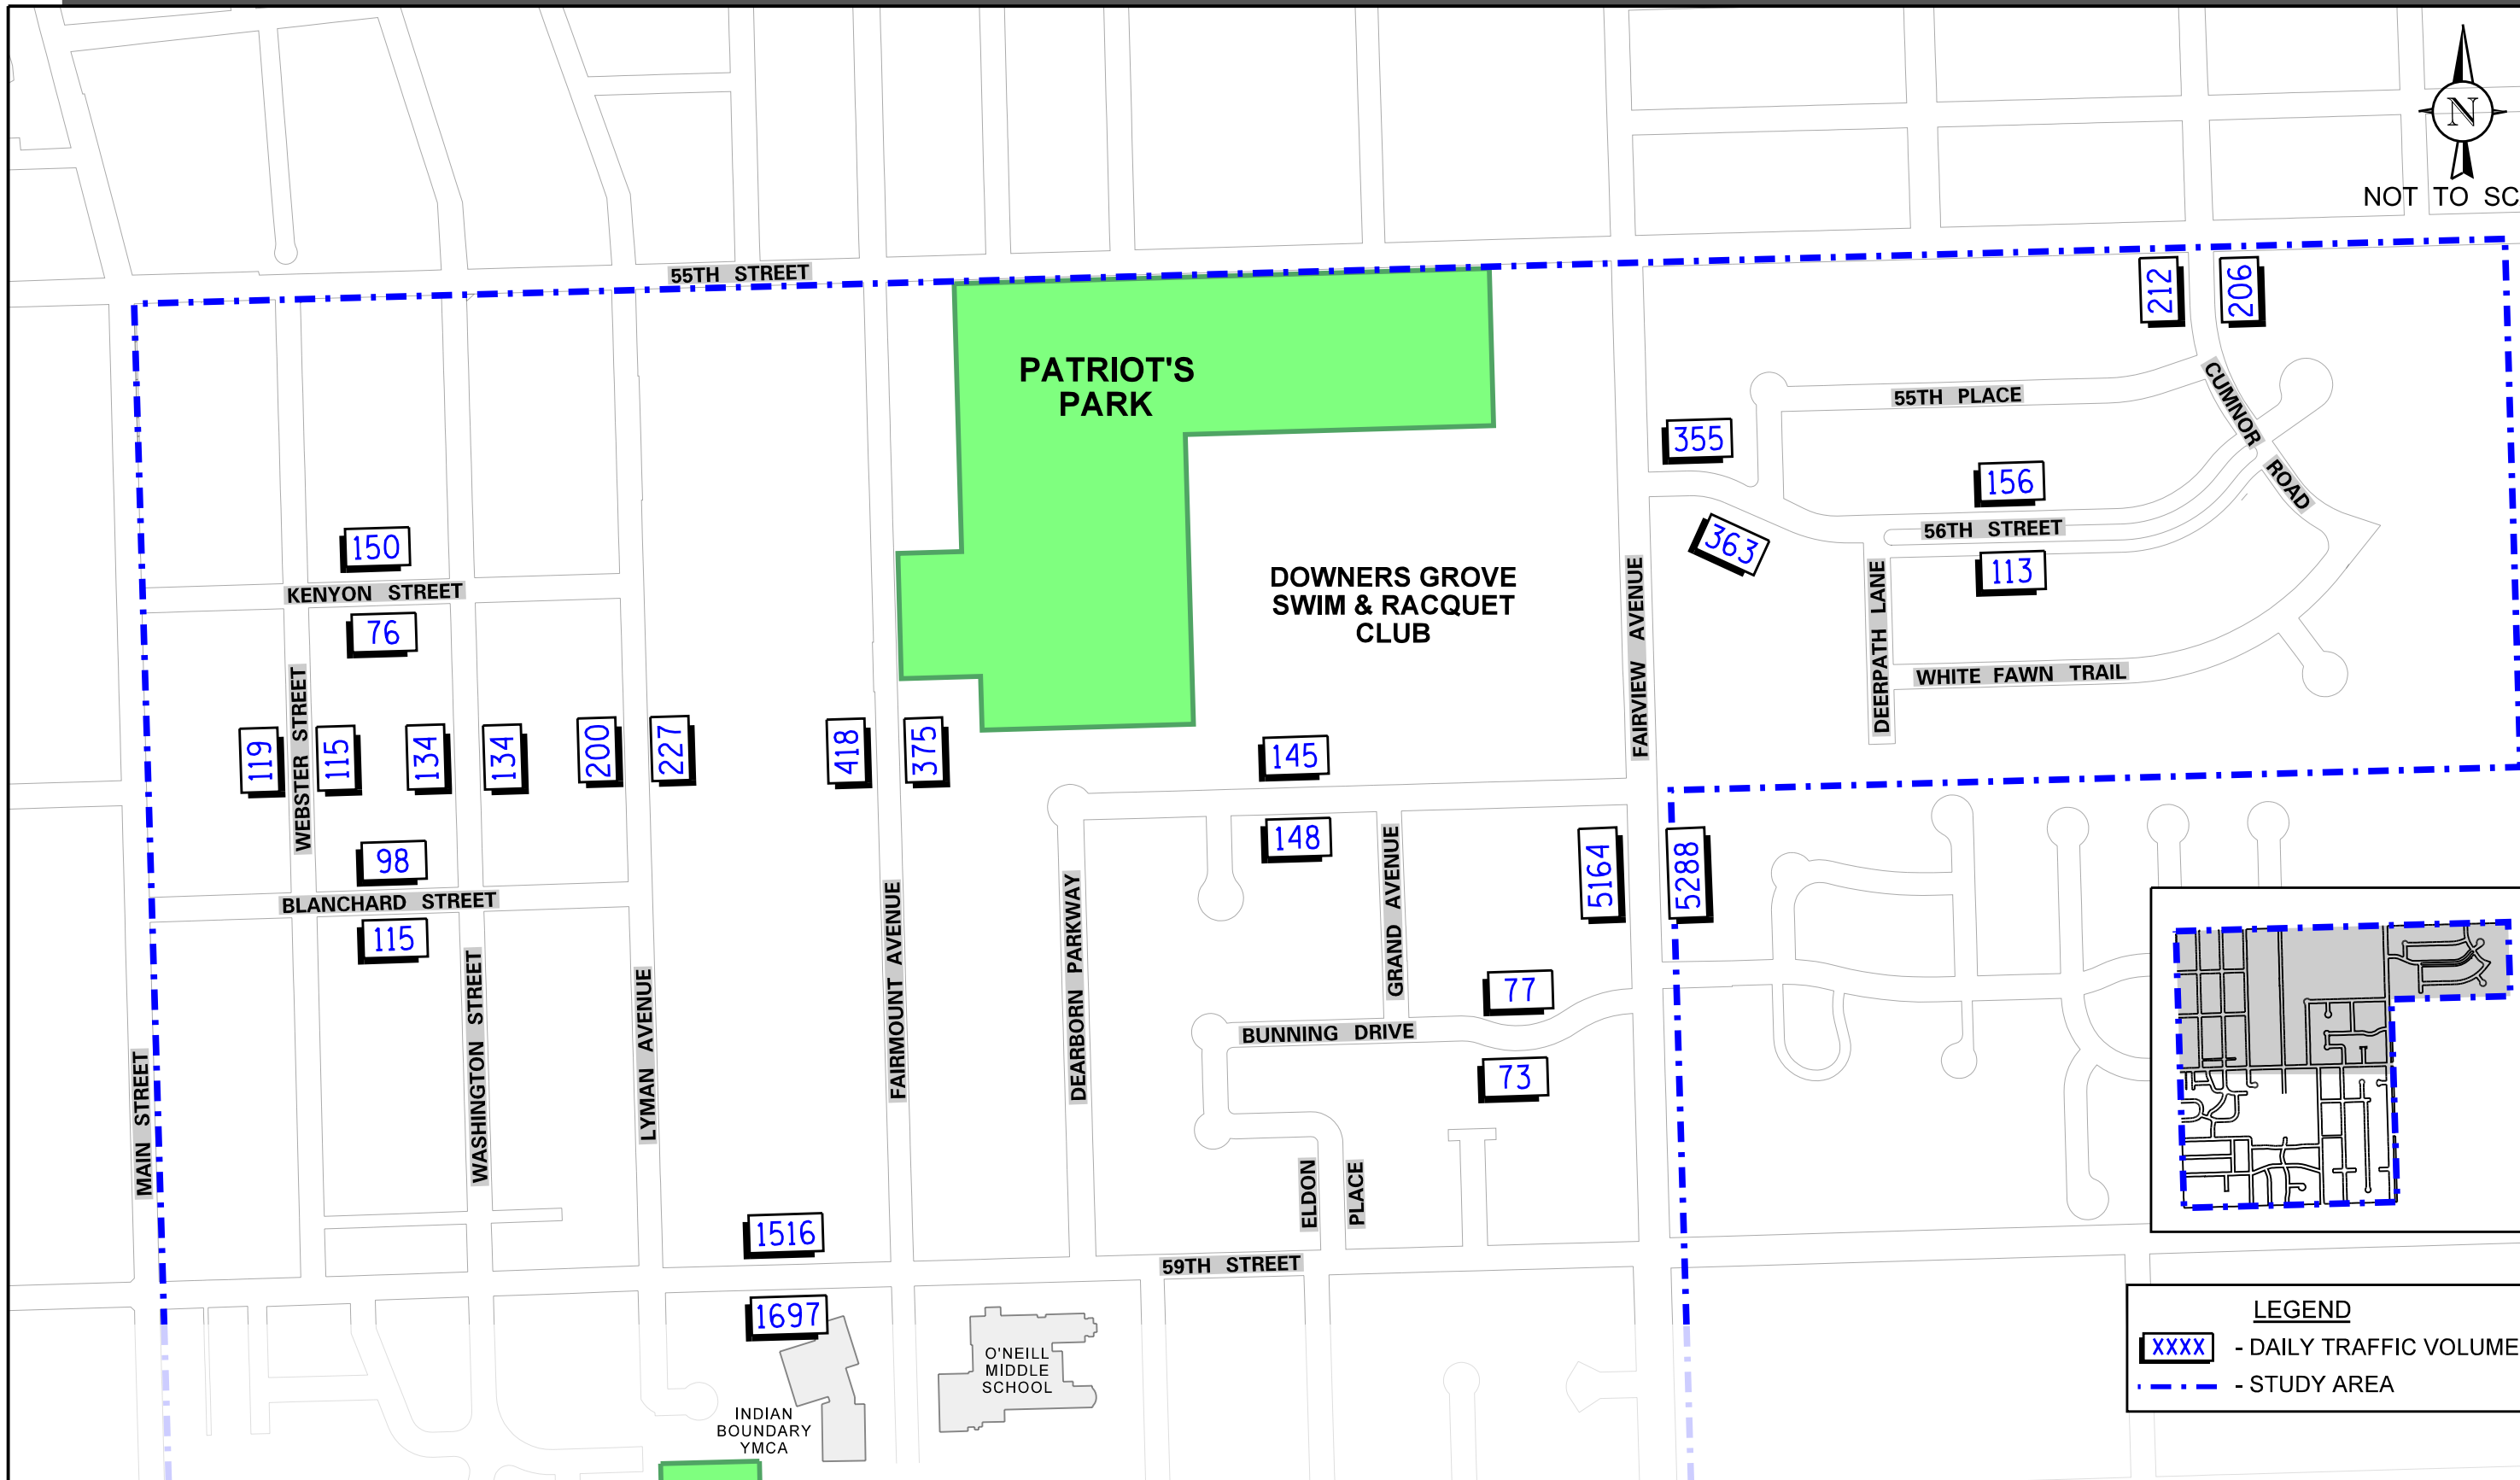 N
NOT TO SC
55TH STREET
212
206
PATRIOT'S
PARK
CUMNOR
ROAD
55TH PLACE
355
156
150
363
56TH STREET
113
KENYON STREET
76
DOWNERS GROVE
SWIM & RACQUET
CLUB
FAIRVIEW AVENUE
DEERPATH LANE
WHITE FAWN TRAIL
WEBSTER STREET
119
115
134
134
200
227
418
375
145
148
98
BLANCHARD STREET
115
GRAND AVENUE
5164
5288
FAIRMOUNT AVENUE
DEARBORN PARKWAY
WASHINGTON STREET
LYMAN AVENUE
MAIN STREET
77
BUNNING DRIVE
73
ELDON
PLACE
1516
59TH STREET
1697
O'NEILL
MIDDLE
SCHOOL
INDIAN
BOUNDARY
YMCA
LEGEND
XXXX - DAILY TRAFFIC VOLUME
- STUDY AREA